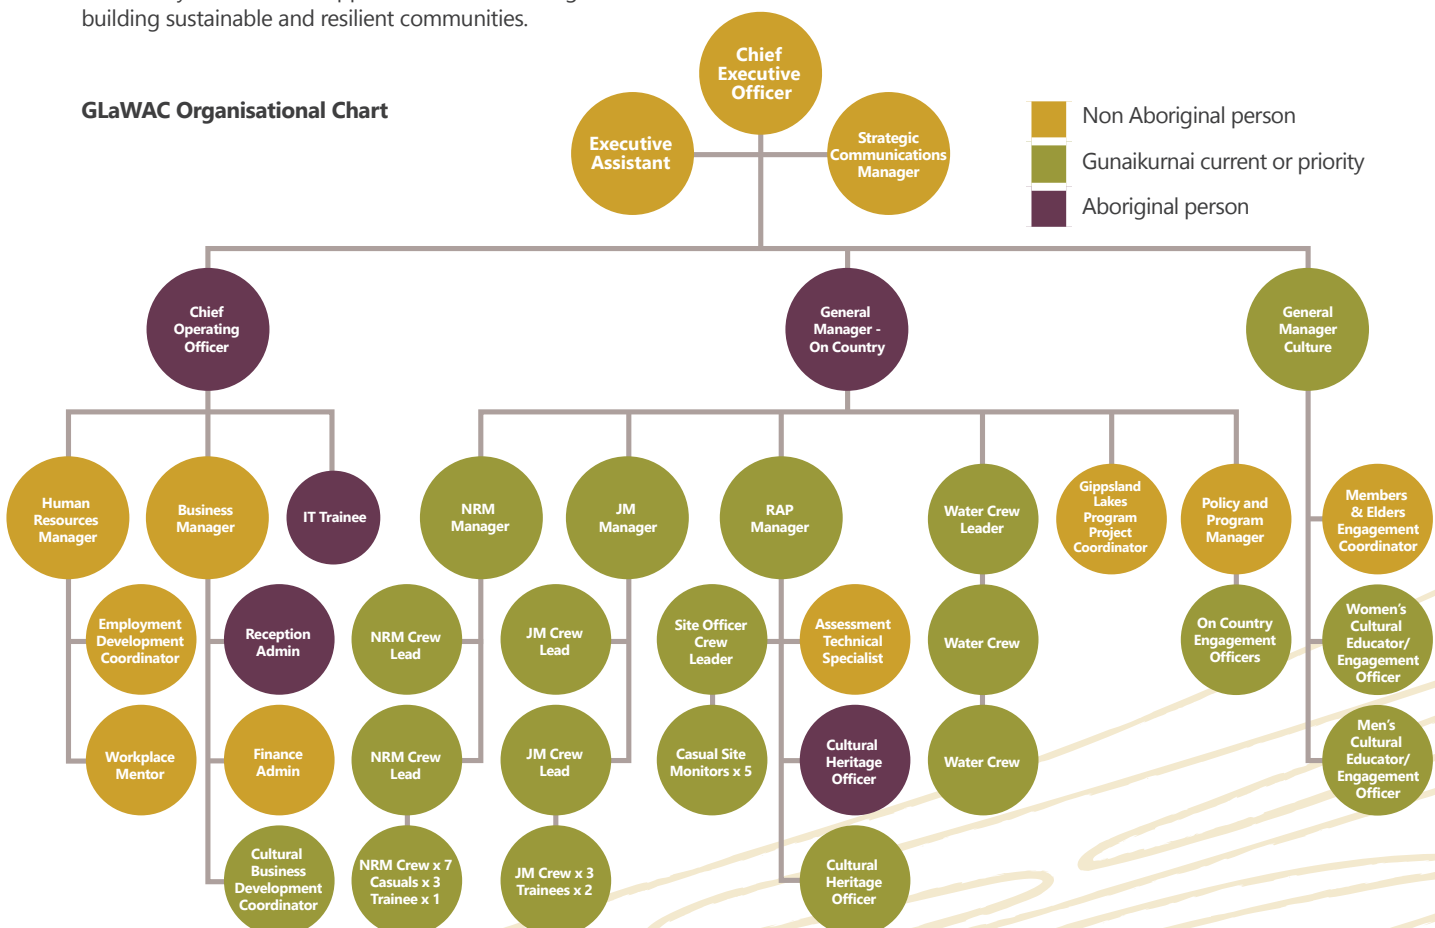 building sustainable and resilient communities.
GLaWAC Organisational Chart
Chief
Executive
Officer
Executive
Assistant
Strategic
Communications
Manager
Non Aboriginal person
Gunaikurnai current or priority
Aboriginal person
Chief
Operating
Officer
General
Manager -
On Country
General
Manager
Culture
Human
Resources
Manager
Business
Manager
IT Trainee
NRM
Manager
JM
Manager
RAP
Manager
Water Crew
Leader
Gippsland
Lakes
Program
Project
Coordinator
Policy and
Program
Manager
Members
& Elders
Engagement
Coordinator
Employment
Development
Coordinator
Reception
Admin
NRM Crew
Lead
JM Crew
Lead
Site Officer
Crew
Leader
Assessment
Technical
Specialist
Water Crew
On Country
Engagement
Officers
Women’s
Cultural
Educator/
Engagement
Officer
Workplace
Mentor
Finance
Admin
NRM Crew
Lead
JM Crew
Lead
Casual Site
Monitors x 5
Cultural
Heritage
Officer
Water Crew
Men’s
Cultural
Educator/
Engagement
Officer
Cultural
Business
Development
Coordinator
NRM Crew x 7
Casuals x 3
Trainee x 1
JM Crew x 3
Trainees x 2
Cultural
Heritage
Officer